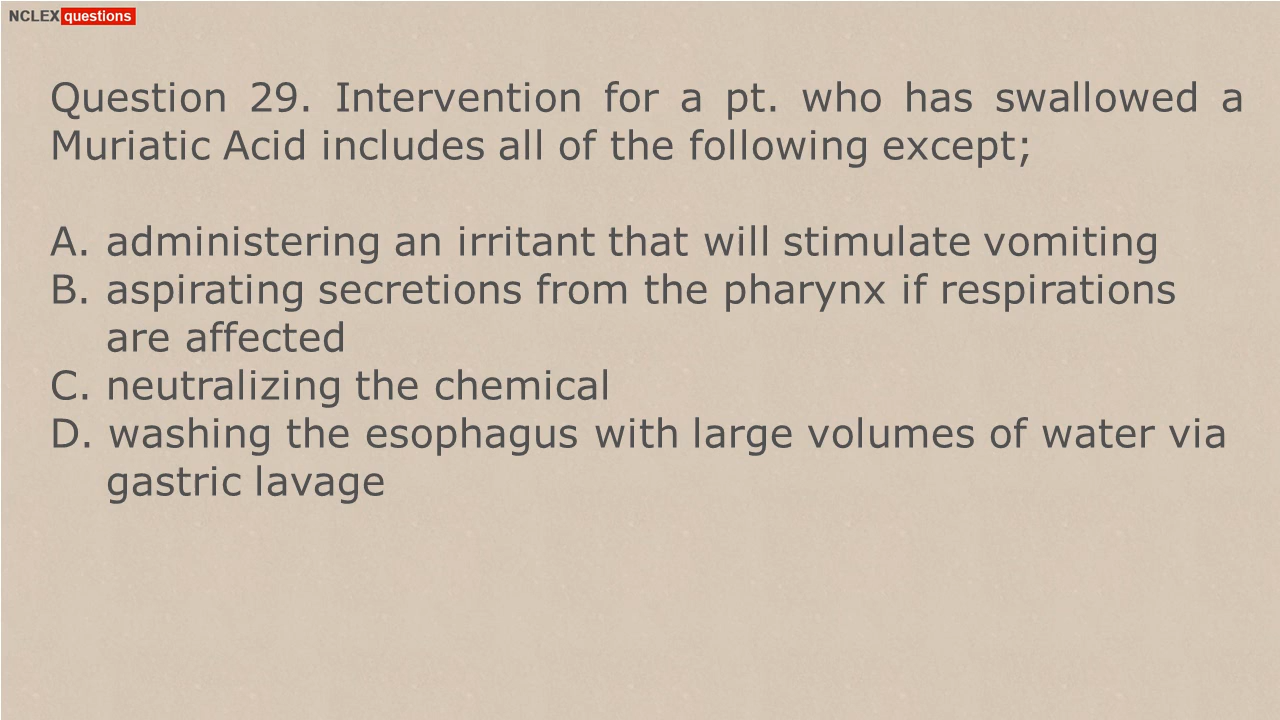 NCLEX questions
Question 29. Intervention for a pt. who has swallowed a
Muriatic Acid includes all of the following except;
A. administering an irritant that will stimulate vomiting
B. aspirating secretions from the pharynx if respirations
are affected
C. neutralizing the chemical
D. washing the esophagus with large volumes of water via
gastric lavage